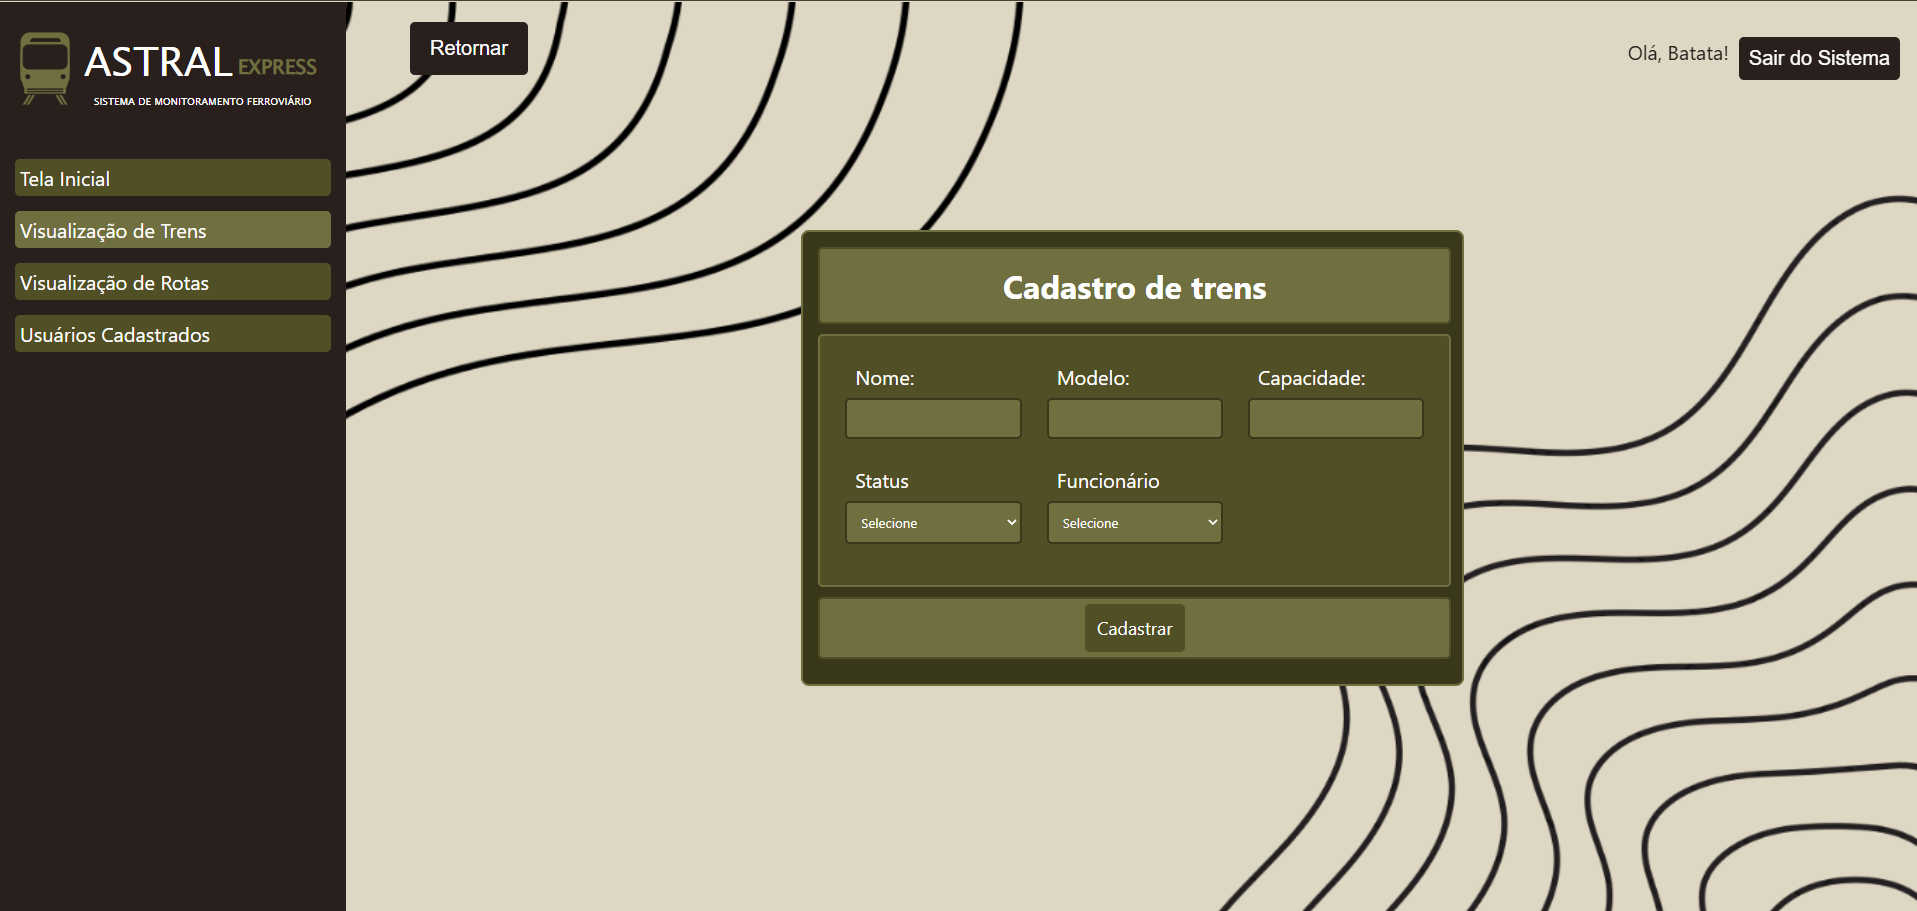 ASTRAL EXPRESS
SISTEMA DE MONITORAMENTO FERROVIÁRIO
Tela Inicial
Visualização de Trens
Visualização de Rotas
Usuários Cadastrados
Retornar
Olá, Batata!
Sair do Sistema
Cadastro de trens
Nome:
Modelo:
Capacidade:
Status
Funcionário
Selecione
Selecione
Cadastrar